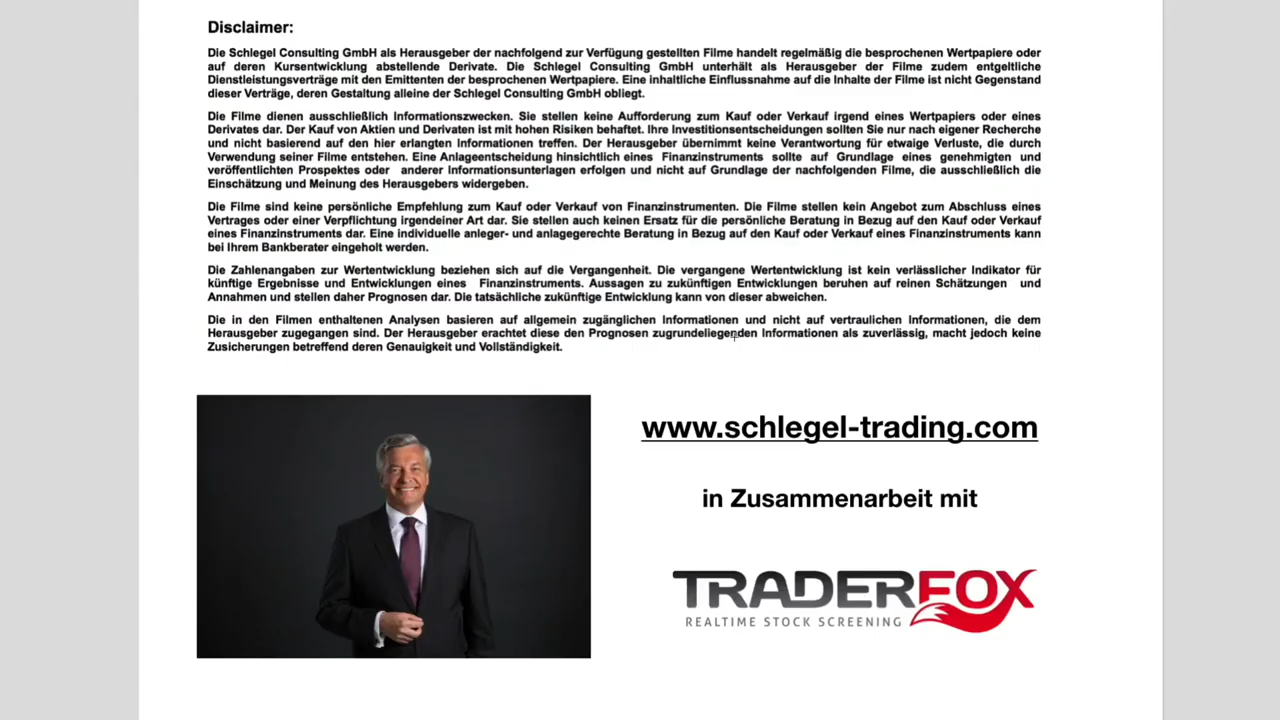 Disclaimer:
Die Schlegel Consulting GmbH als Herausgeber der nachfolgend zur Verfügung gestellten Filme handelt regelmäßig die besprochenen Wertpapiere oder
auf deren Kursentwicklung abstellende Derivate. Die Schlegel Consulting GmbH unterhält als Herausgeber der Filme zudem entgeltliche
Dienstleistungsverträge mit den Emittenten der besprochenen Wertpapiere. Eine inhaltliche Einflussnahme auf die Inhalte der Filme ist nicht Gegenstand
dieser Verträge, deren Gestaltung alleine der Schlegel Consulting GmbH obliegt.
Die Filme dienen ausschließlich Informationszwecken. Sie stellen keine Aufforderung zum Kauf oder Verkauf irgend eines Wertpapiers oder eines
Derivates dar. Der Kauf von Aktien und Derivaten ist mit hohen Risiken behaftet. Ihre Investitionsentscheidungen sollten Sie nur nach eigener Recherche
und nicht basierend auf den hier erlangten Informationen treffen. Der Herausgeber übernimmt keine Verantwortung für etwaige Verluste, die durch
Verwendung seiner Filme entstehen. Eine Anlageentscheidung hinsichtlich eines Finanzinstruments sollte auf Grundlage eines genehmigten und
veröffentlichten Prospektes oder anderer Informationsunterlagen erfolgen und nicht auf Grundlage der nachfolgenden Filme, die ausschließlich die
Einschätzung und Meinung des Herausgebers widergeben.
Die Filme sind keine persönliche Empfehlung zum Kauf oder Verkauf von Finanzinstrumenten. Die Filme stellen kein Angebot zum Abschluss eines
Vertrages oder einer Verpflichtung irgendeiner Art dar. Sie stellen auch keinen Ersatz für die persönliche Beratung in Bezug auf den Kauf oder Verkauf
eines Finanzinstruments dar. Eine individuelle anleger- und anlagegerechte Beratung in Bezug auf den Kauf oder Verkauf eines Finanzinstruments kann
bei Ihrem Bankberater eingeholt werden.
Die Zahlenangaben zur Wertentwicklung beziehen sich auf die Vergangenheit. Die vergangene Wertentwicklung ist kein verlässlicher Indikator für
künftige Ergebnisse und Entwicklungen eines Finanzinstruments. Aussagen zu zukünftigen Entwicklungen beruhen auf reinen Schätzungen und
Annahmen und stellen daher Prognosen dar. Die tatsächliche zukünftige Entwicklung kann von dieser abweichen.
Die in den Filmen enthaltenen Analysen basieren auf allgemein zugänglichen Informationen und nicht auf vertraulichen Informationen, die dem
Herausgeber zugegangen sind. Der Herausgeber erachtet diese den Prognosen zugrundeliegenden Informationen als zuverlässig, macht jedoch keine
Zusicherungen betreffend deren Genauigkeit und Vollständigkeit.
www.schlegel-trading.com
in Zusammenarbeit mit
TRADERFOX
REALTIME STOCK SCREENING